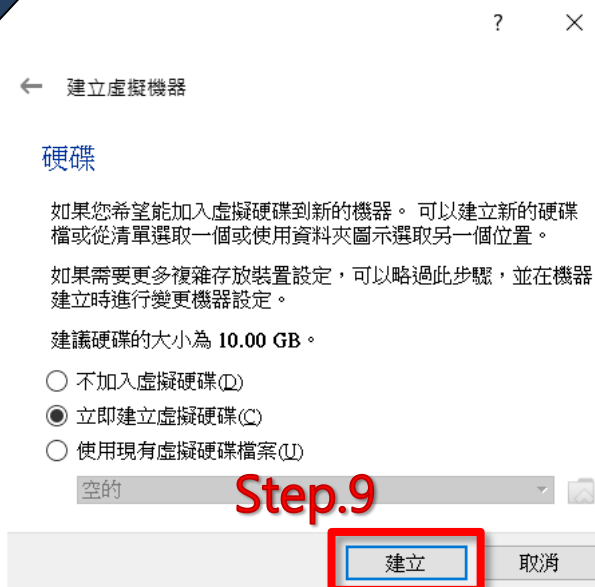 ? ×
← 建立虛擬機器
硬碟
如果您希望能加入虛擬硬碟到新的機器。 可以建立新的硬碟
檔或從清單選取一個或使用資料夾圖示選取另一個位置。
如果需要更多複雜存放裝置設定，可以略過此步驟，並在機器
建立時進行變更機器設定。
建議硬碟的大小為 10.00 GB。
不加入虛擬硬碟(D)
立即建立虛擬硬碟(C)
使用現有虛擬硬碟檔案(U)
空的
Step.9
建立 取消